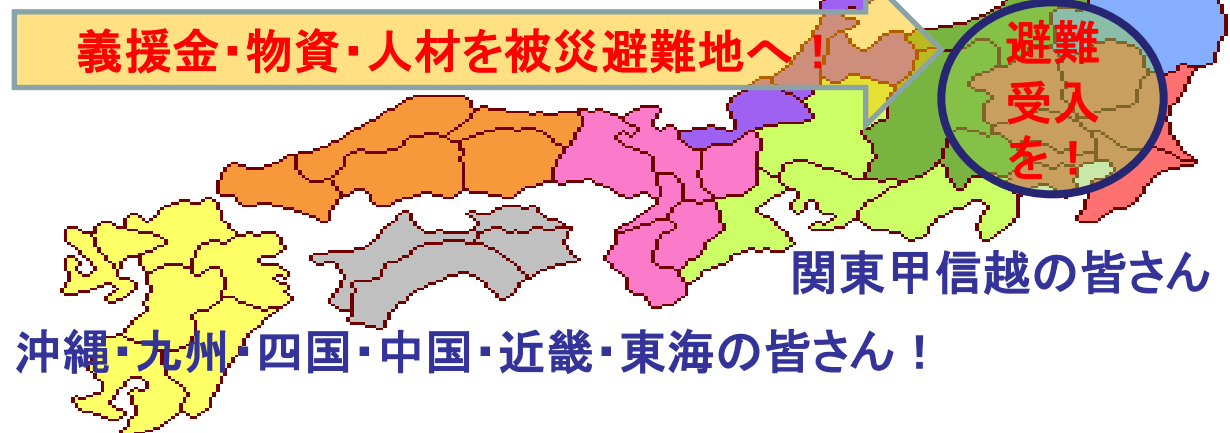 義援金・物資・人材を被災避難地へ！
避難
受入
を！
関東甲信越の皆さん
沖縄・九州・四国・中国・近畿・東海の皆さん！